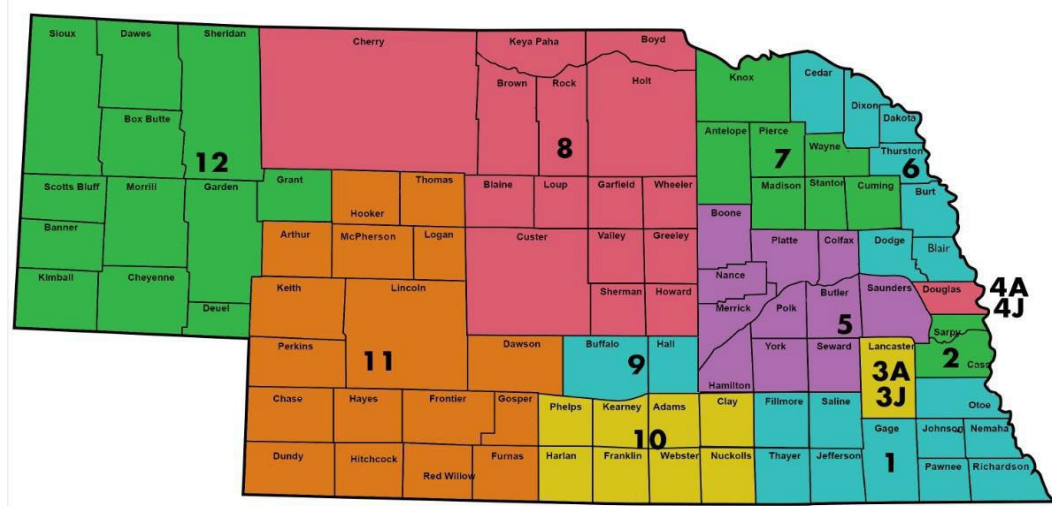 Sioux
Dawes
Sheridan
Cherry
Keya Paha
Boyd
Knox
Cedar
Dixon
Dakota
Brown
Rock
Holt
Box Butte
12
8
Antelope
Pierce
7
Wayne
Thurston
6
Scotts Bluff
Morrill
Garden
Grant
Hooker
Thomas
Blaine
Loup
Garfield
Wheeler
Madison
Stanton
Cuming
Burt
Banner
Arthur
McPherson
Logan
Custer
Valley
Greeley
Boone
Platte
Colfax
Dodge
Blair
Kimball
Cheyenne
Deuel
Keith
Lincoln
Sherman
Howard
Nance
Merrick
Polk
Butler
5
Saunders
Douglas
4A
4J
Sarpy
2
Cass
Perkins
11
Dawson
Buffalo
9
Hall
Hamilton
York
Seward
Lancaster
3A
3J
Otoe
Chase
Hayes
Frontier
Gosper
Phelps
Kearney
Adams
10
Clay
Fillmore
Saline
Gage
1
Johnson
Nemaha
Dundy
Hitchcock
Red Willow
Furnas
Harlan
Franklin
Webster
Nuckolls
Thayer
Jefferson
Pawnee
Richardson